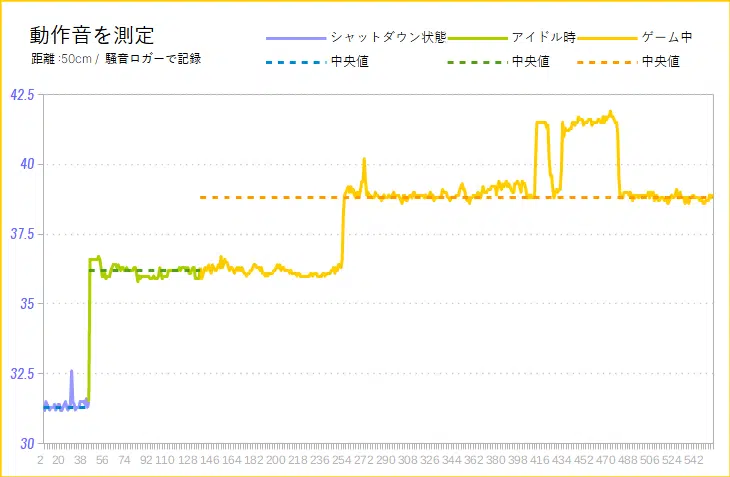 動作音を測定
距離:50cm / 騒音ロガーで記録
シャットダウン状態 アイドル時 ゲーム中
中央値 中央値 中央値
42.5
40
37.5
35
32.5
30
2 20 38 56 74 92 110 128 146 164 182 200 218 236 254 272 290 308 326 344 362 380 398 416 434 452 470 488 506 524 542